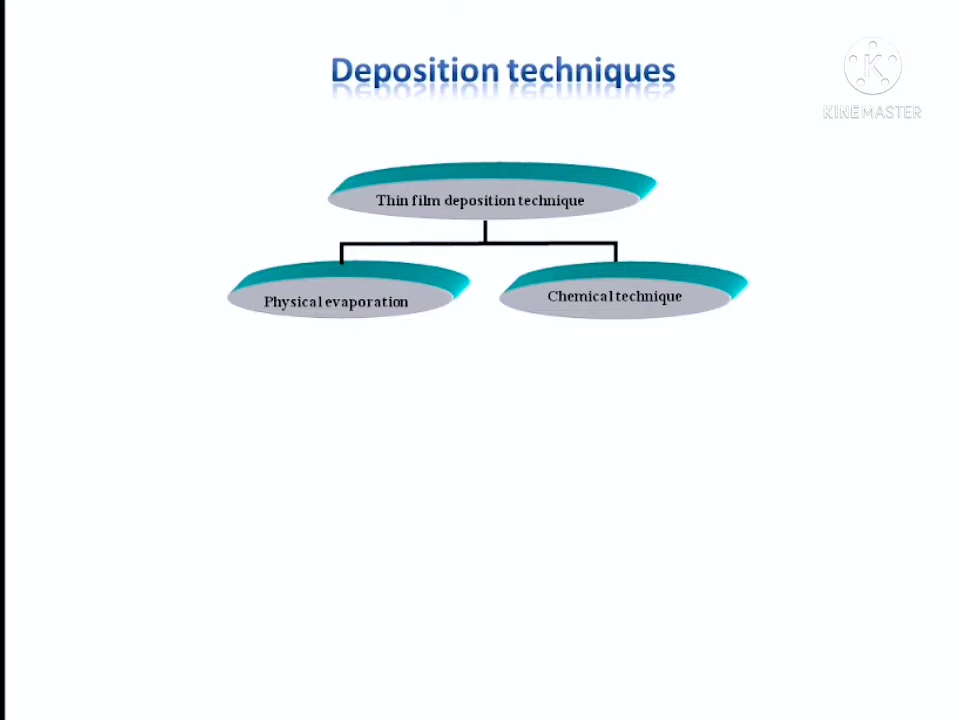 Deposition techniques
K
KINEMASTER
Thin film deposition technique
Physical evaporation
Chemical technique